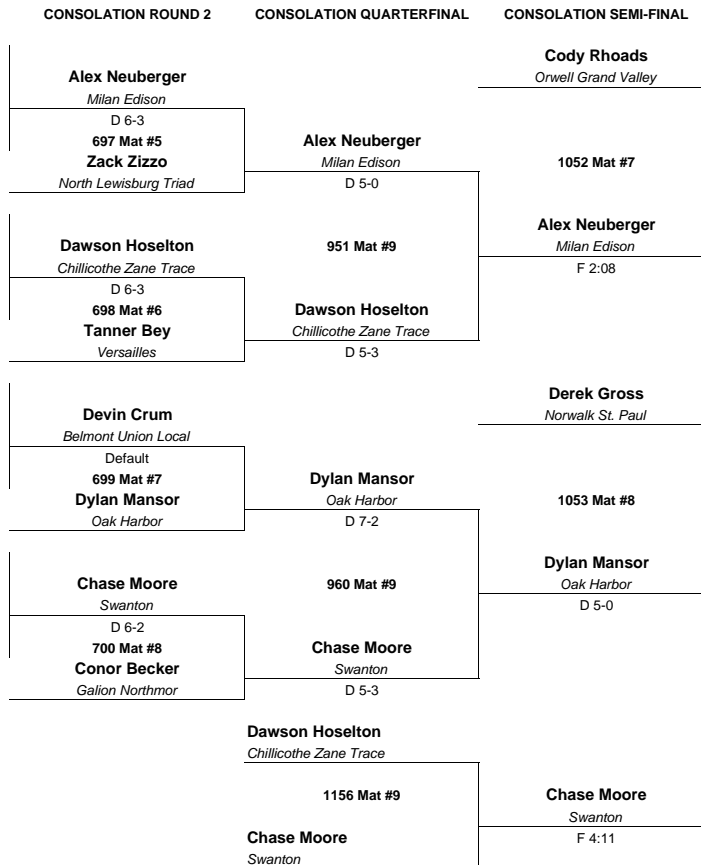 CONSOLATION ROUND 2
CONSOLATION QUARTERFINAL
CONSOLATION SEMI-FINAL
Cody Rhoads
Orwell Grand Valley
Alex Neuberger
Milan Edison
D 6-3
697 Mat #5
Zack Zizzo
North Lewisburg Triad
Alex Neuberger
Milan Edison
D 5-0
1052 Mat #7
Dawson Hoselton
Chillicothe Zane Trace
D 6-3
698 Mat #6
Tanner Bey
Versailles
951 Mat #9
Dawson Hoselton
Chillicothe Zane Trace
D 5-3
Alex Neuberger
Milan Edison
F 2:08
Devin Crum
Belmont Union Local
Default
699 Mat #7
Dylan Mansor
Oak Harbor
Dylan Mansor
Oak Harbor
D 7-2
Derek Gross
Norwalk St. Paul
1053 Mat #8
Chase Moore
Swanton
D 6-2
700 Mat #8
Conor Becker
Galion Northmor
960 Mat #9
Chase Moore
Swanton
D 5-3
Dylan Mansor
Oak Harbor
D 5-0
Dawson Hoselton
Chillicothe Zane Trace
1156 Mat #9
Chase Moore
Swanton
Chase Moore
Swanton
F 4:11